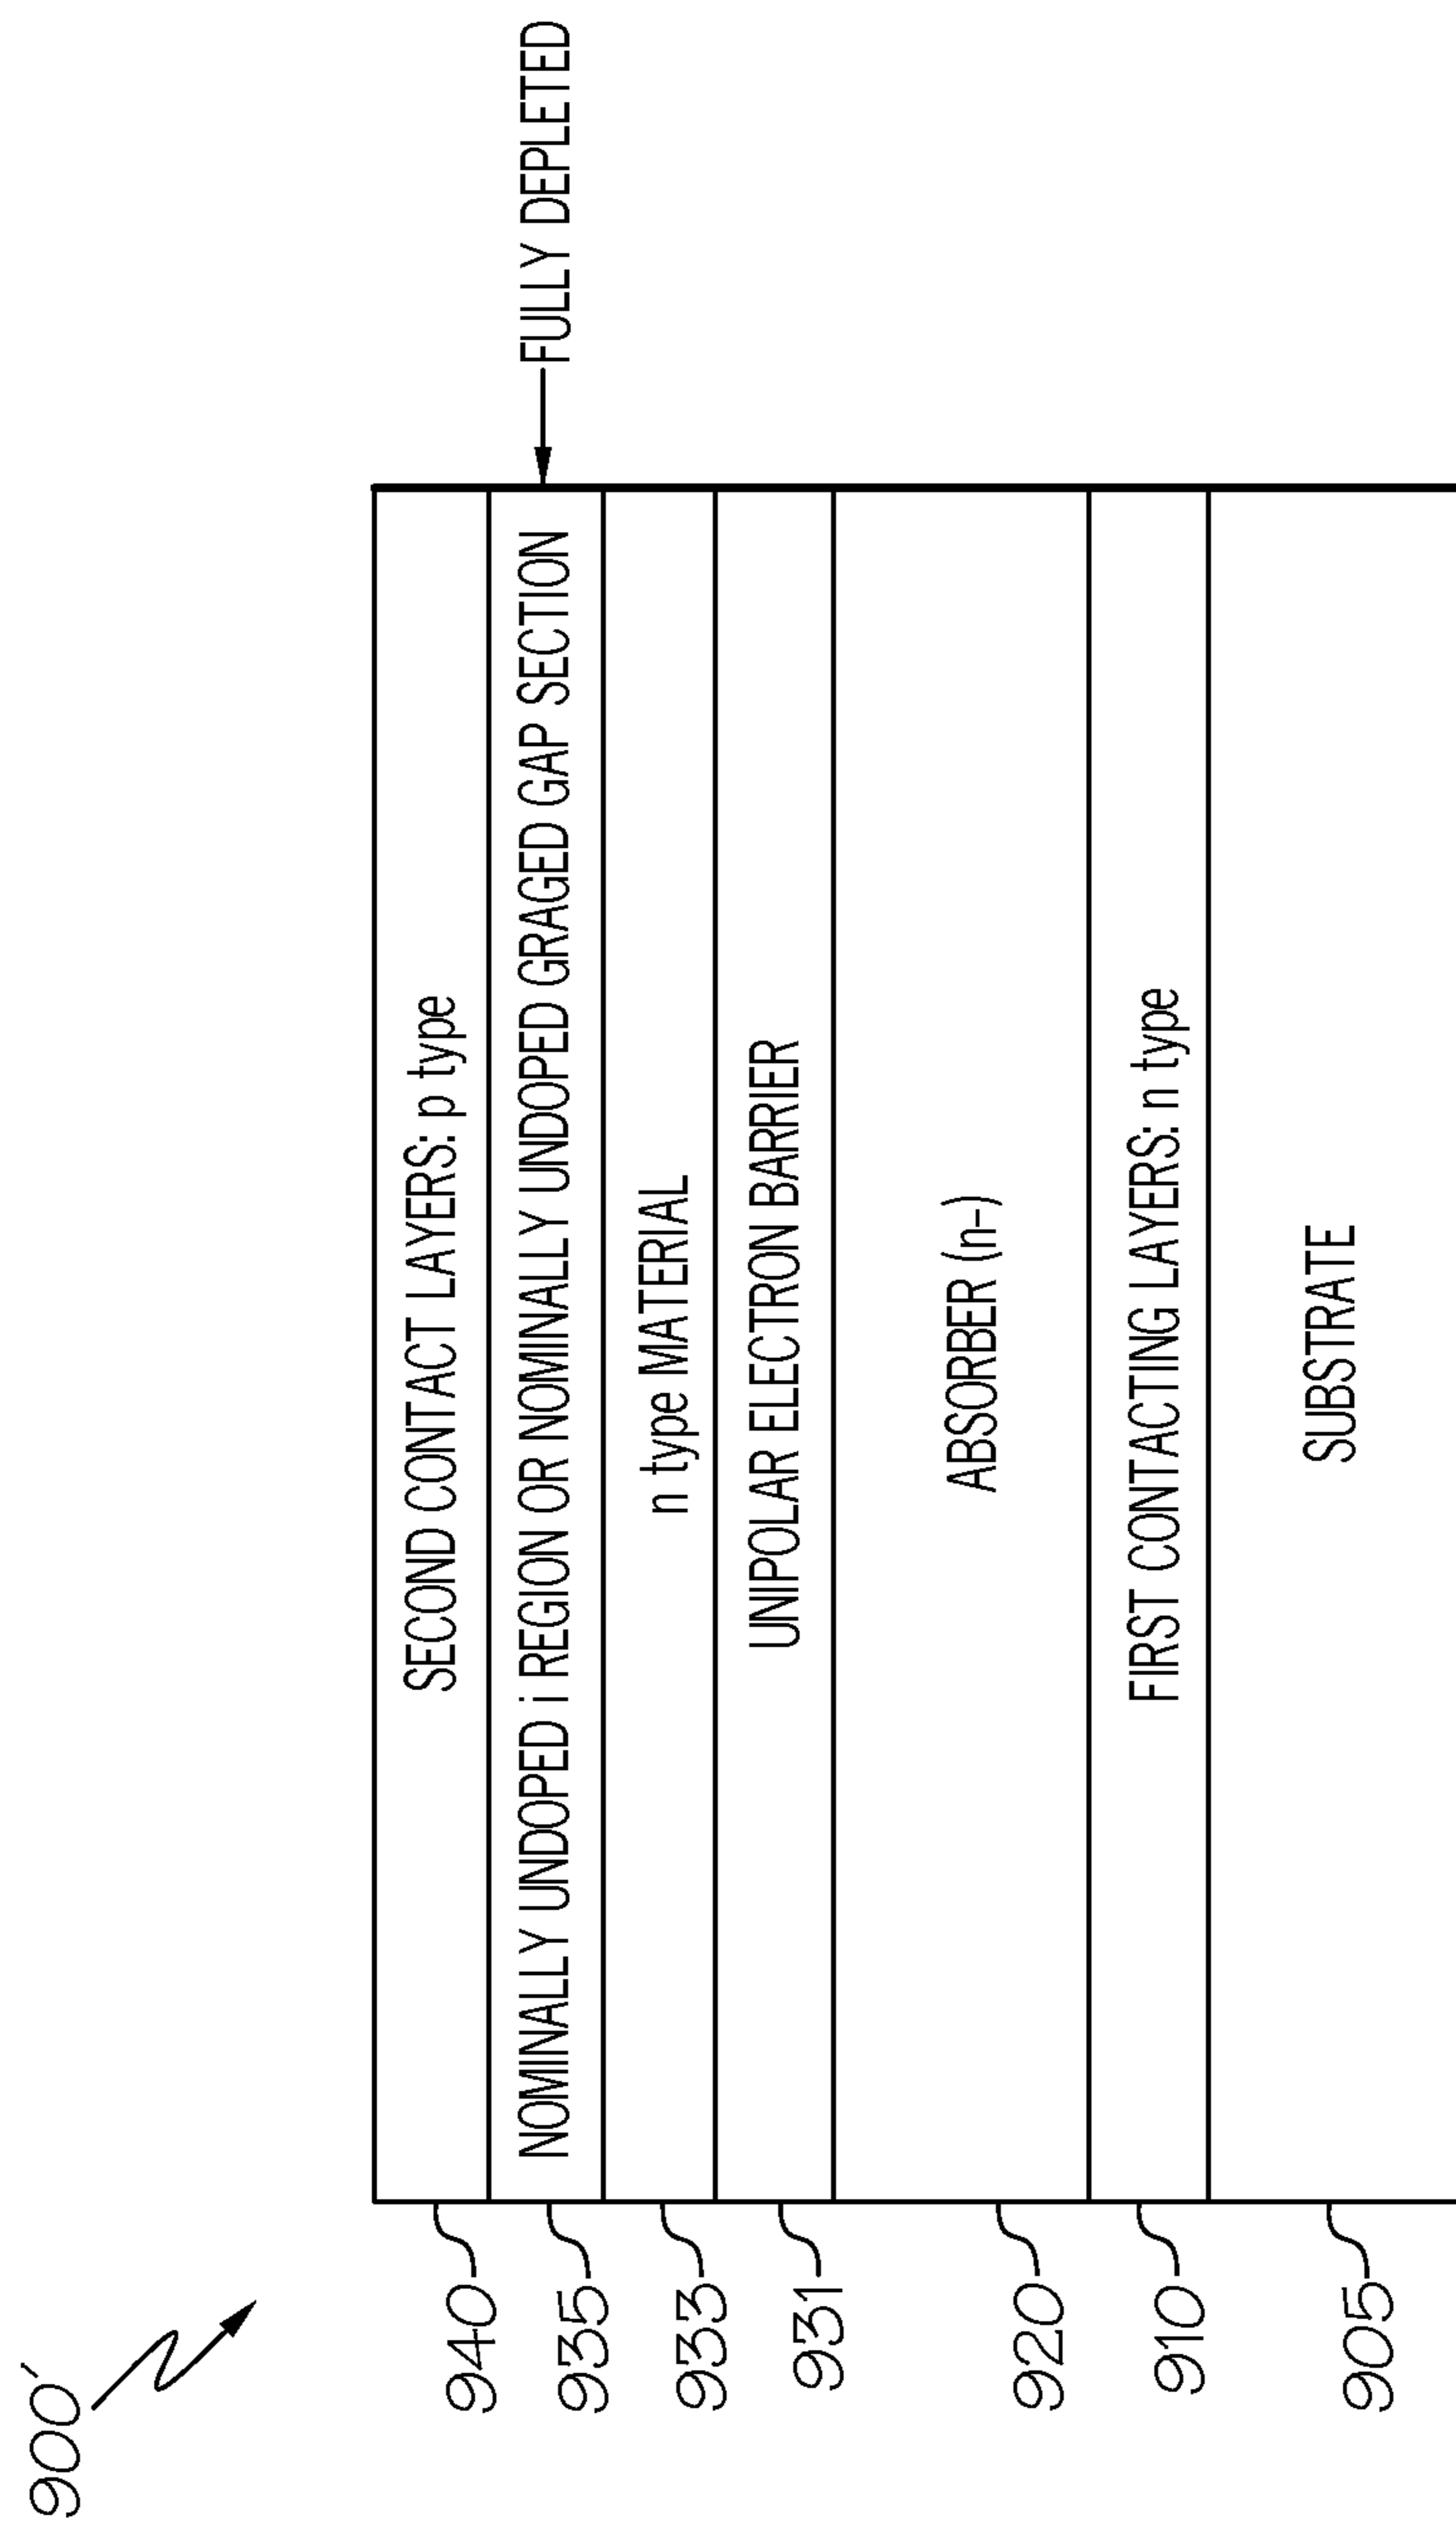 900'
FULLY DEPLETED
940
SECOND CONTACT LAYERS: p type
935
NOMINALLY UNDOPED i REGION OR NOMINALLY UNDOPED GRAGED GAP SECTION
933
n type MATERIAL
931
UNIPOLAR ELECTRON BARRIER
920
ABSORBER (n-)
910
FIRST CONTACTING LAYERS: n type
905
SUBSTRATE